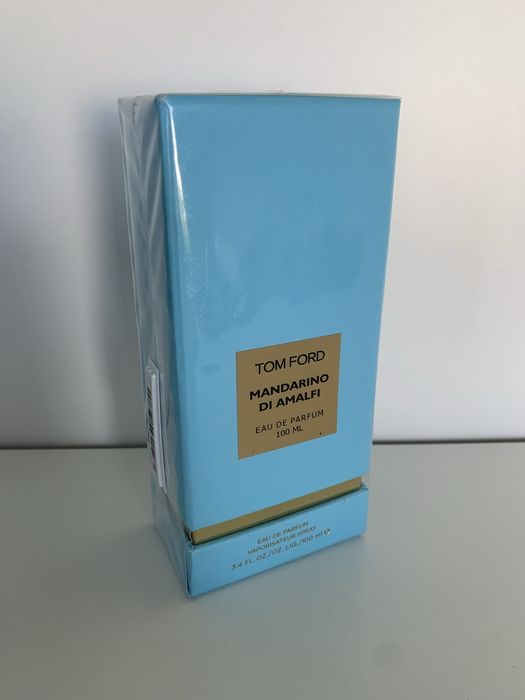 TOM FORD
MANDARINO
DI AMALFI
EAU DE PARFUM
100 ML
EAU DE PARFUM
VAPORISATEUR SPRAY
3.4 FL. OZ./OZ. LIQ./100 ml e